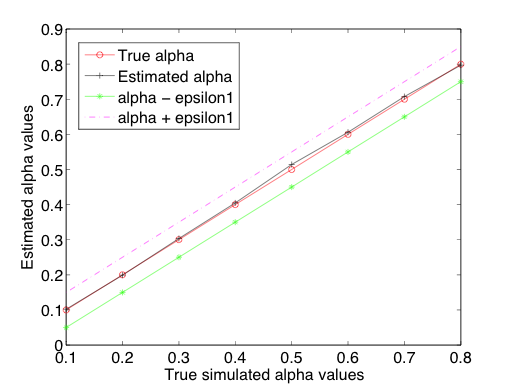 0.9
0.8
0.7
0.6
0.5
0.4
0.3
0.2
0.1
0
Estimated alpha values
True alpha
Estimated alpha
alpha − epsilon1
alpha + epsilon1
0.1 0.2 0.3 0.4 0.5 0.6 0.7 0.8
True simulated alpha values